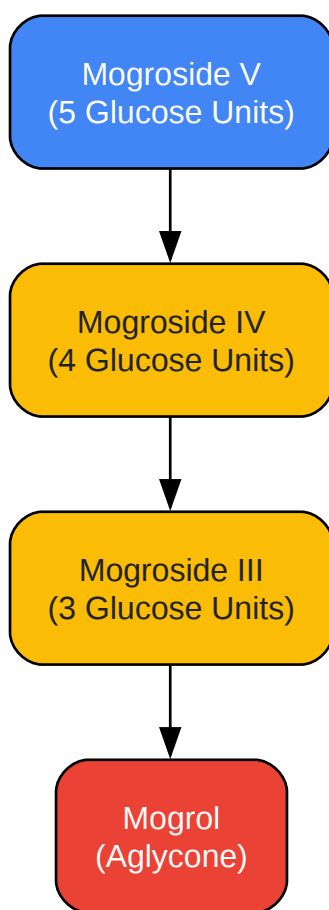 Mogroside V
(5 Glucose Units)
Mogroside IV
(4 Glucose Units)
Mogroside III
(3 Glucose Units)
Mogrol
(Aglycone)